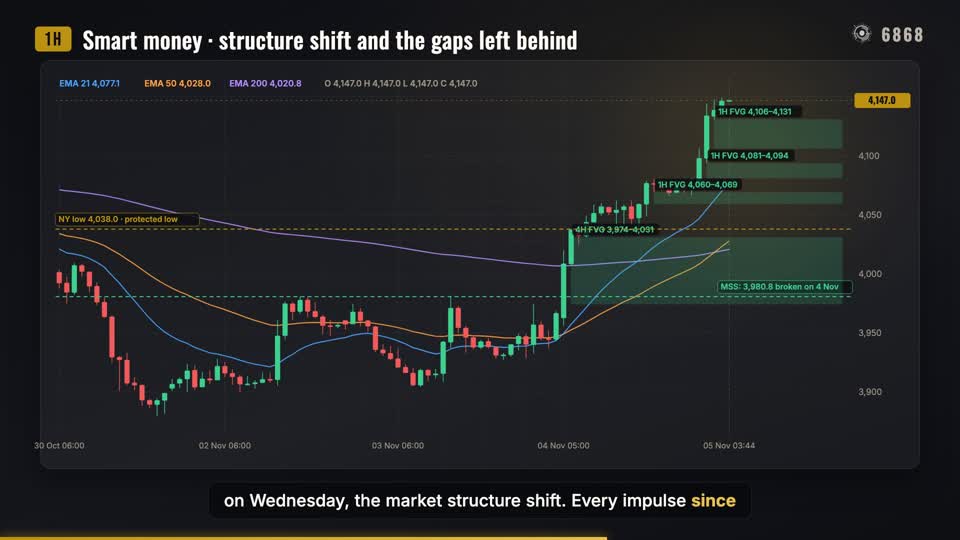 1H Smart money · structure shift and the gaps left behind
6868
EMA 21 4,077.1 EMA 50 4,028.0 EMA 200 4,020.8 O 4,147.0 H 4,147.0 L 4,147.0 C 4,147.0
4,147.0
1H FVG 4,106–4,131
1H FVG 4,081–4,094
4,100
1H FVG 4,060–4,069
NY low 4,038.0 · protected low
4,050
4H FVG 3,974–4,031
4,000
MSS: 3,980.8 broken on 4 Nov
3,950
3,900
30 Oct 06:00 02 Nov 06:00 03 Nov 06:00 04 Nov 05:00 05 Nov 03:44
on Wednesday, the market structure shift. Every impulse since